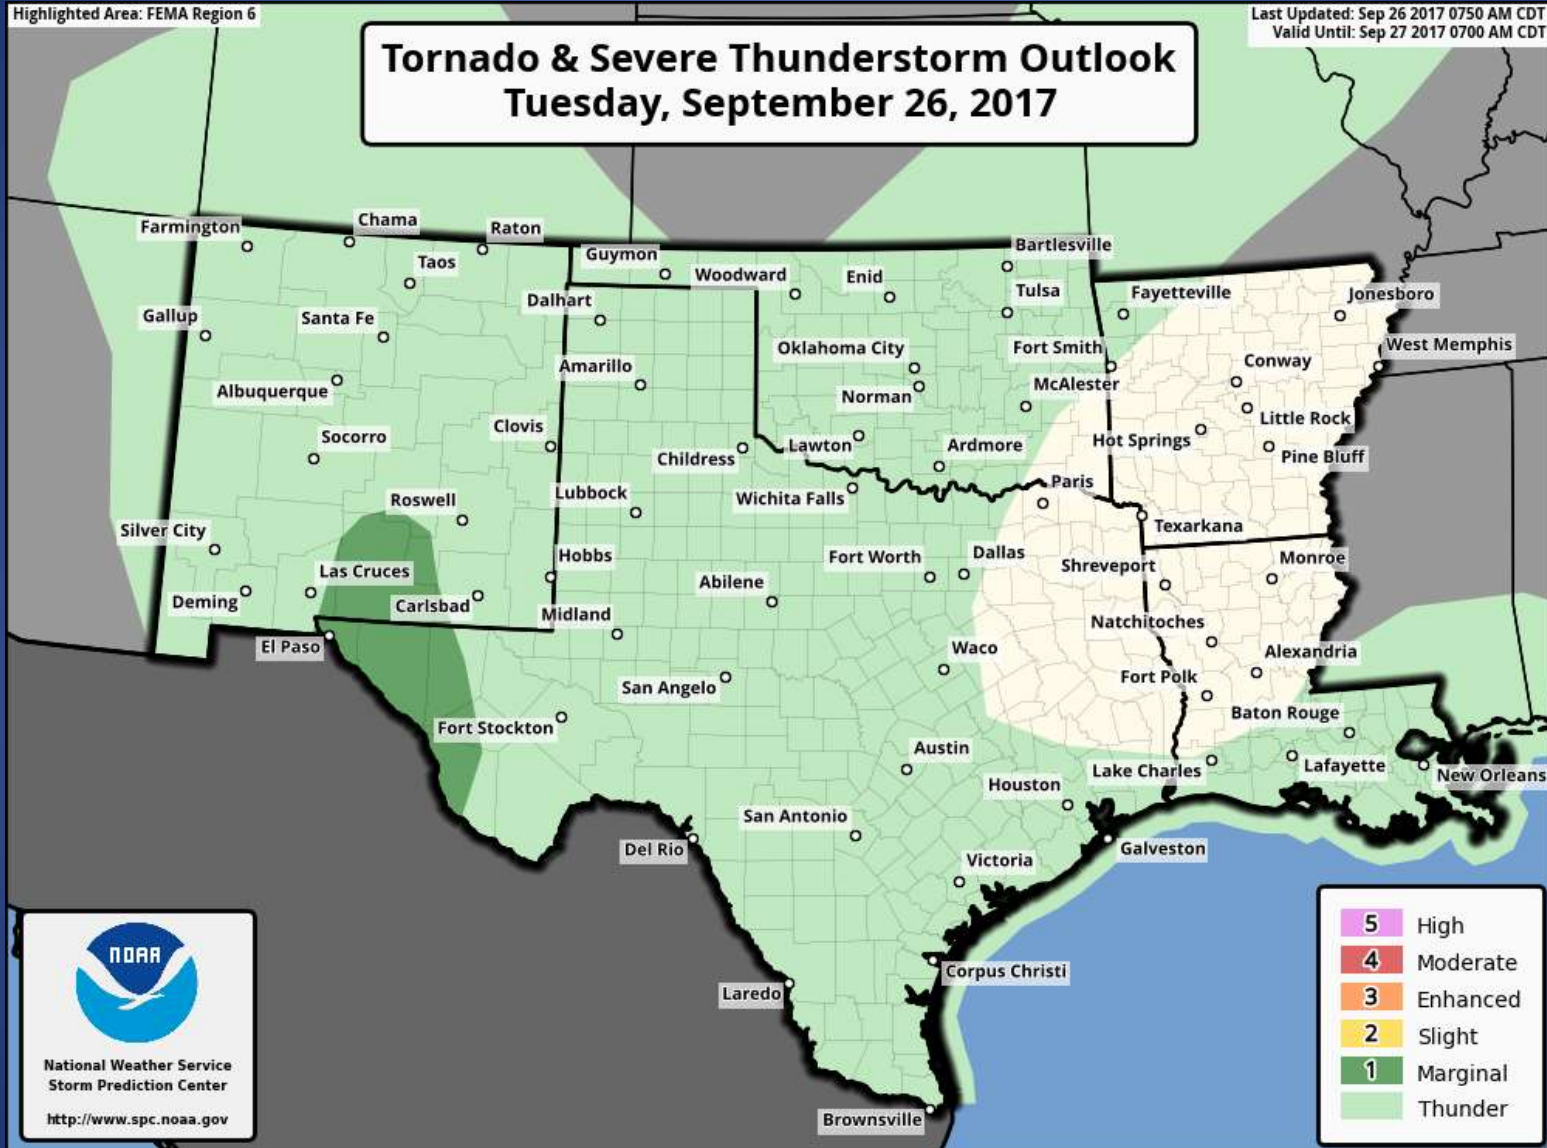 Highlighted Area: FEMA Region 6
Last Updated: Sep 26 2017 0750 AM CDT
Valid Until: Sep 27 2017 0700 AM CDT
Tornado & Severe Thunderstorm Outlook
Tuesday, September 26, 2017
Farmington
Chama
Raton
Taos
Guymon
Woodward
Enid
Bartlesville
Gallup
Santa Fe
Dalhart
Tulsa
Fayetteville
Jonesboro
Albuquerque
Amarillo
Oklahoma City
Fort Smith
Conway
West Memphis
Norman
McAlester
Little Rock
Socorro
Clovis
Childress
Lawton
Ardmore
Hot Springs
Pine Bluff
Roswell
Lubbock
Wichita Falls
Paris
Texarkana
Silver City
Las Cruces
Hobbs
Fort Worth
Dallas
Shreveport
Monroe
Deming
Carlsbad
Midland
Abilene
Natchitoches
El Paso
Waco
Alexandria
San Angelo
Fort Polk
Fort Stockton
Baton Rouge
Austin
Houston
Lake Charles
Lafayette
New Orleans
San Antonio
Del Rio
Victoria
Galveston
Laredo
Corpus Christi
Brownsville
NOAA
National Weather Service
Storm Prediction Center
http://www.spc.noaa.gov
5 High
4 Moderate
3 Enhanced
2 Slight
1 Marginal
Thunder